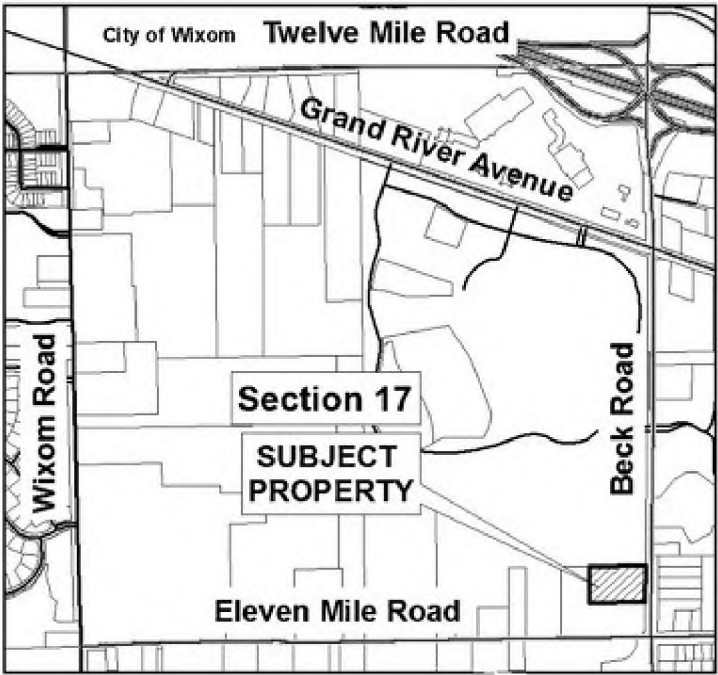 City of Wixom
Twelve Mile Road
Grand River Avenue
Wixom Road
Section 17
SUBJECT
PROPERTY
Beck Road
Eleven Mile Road